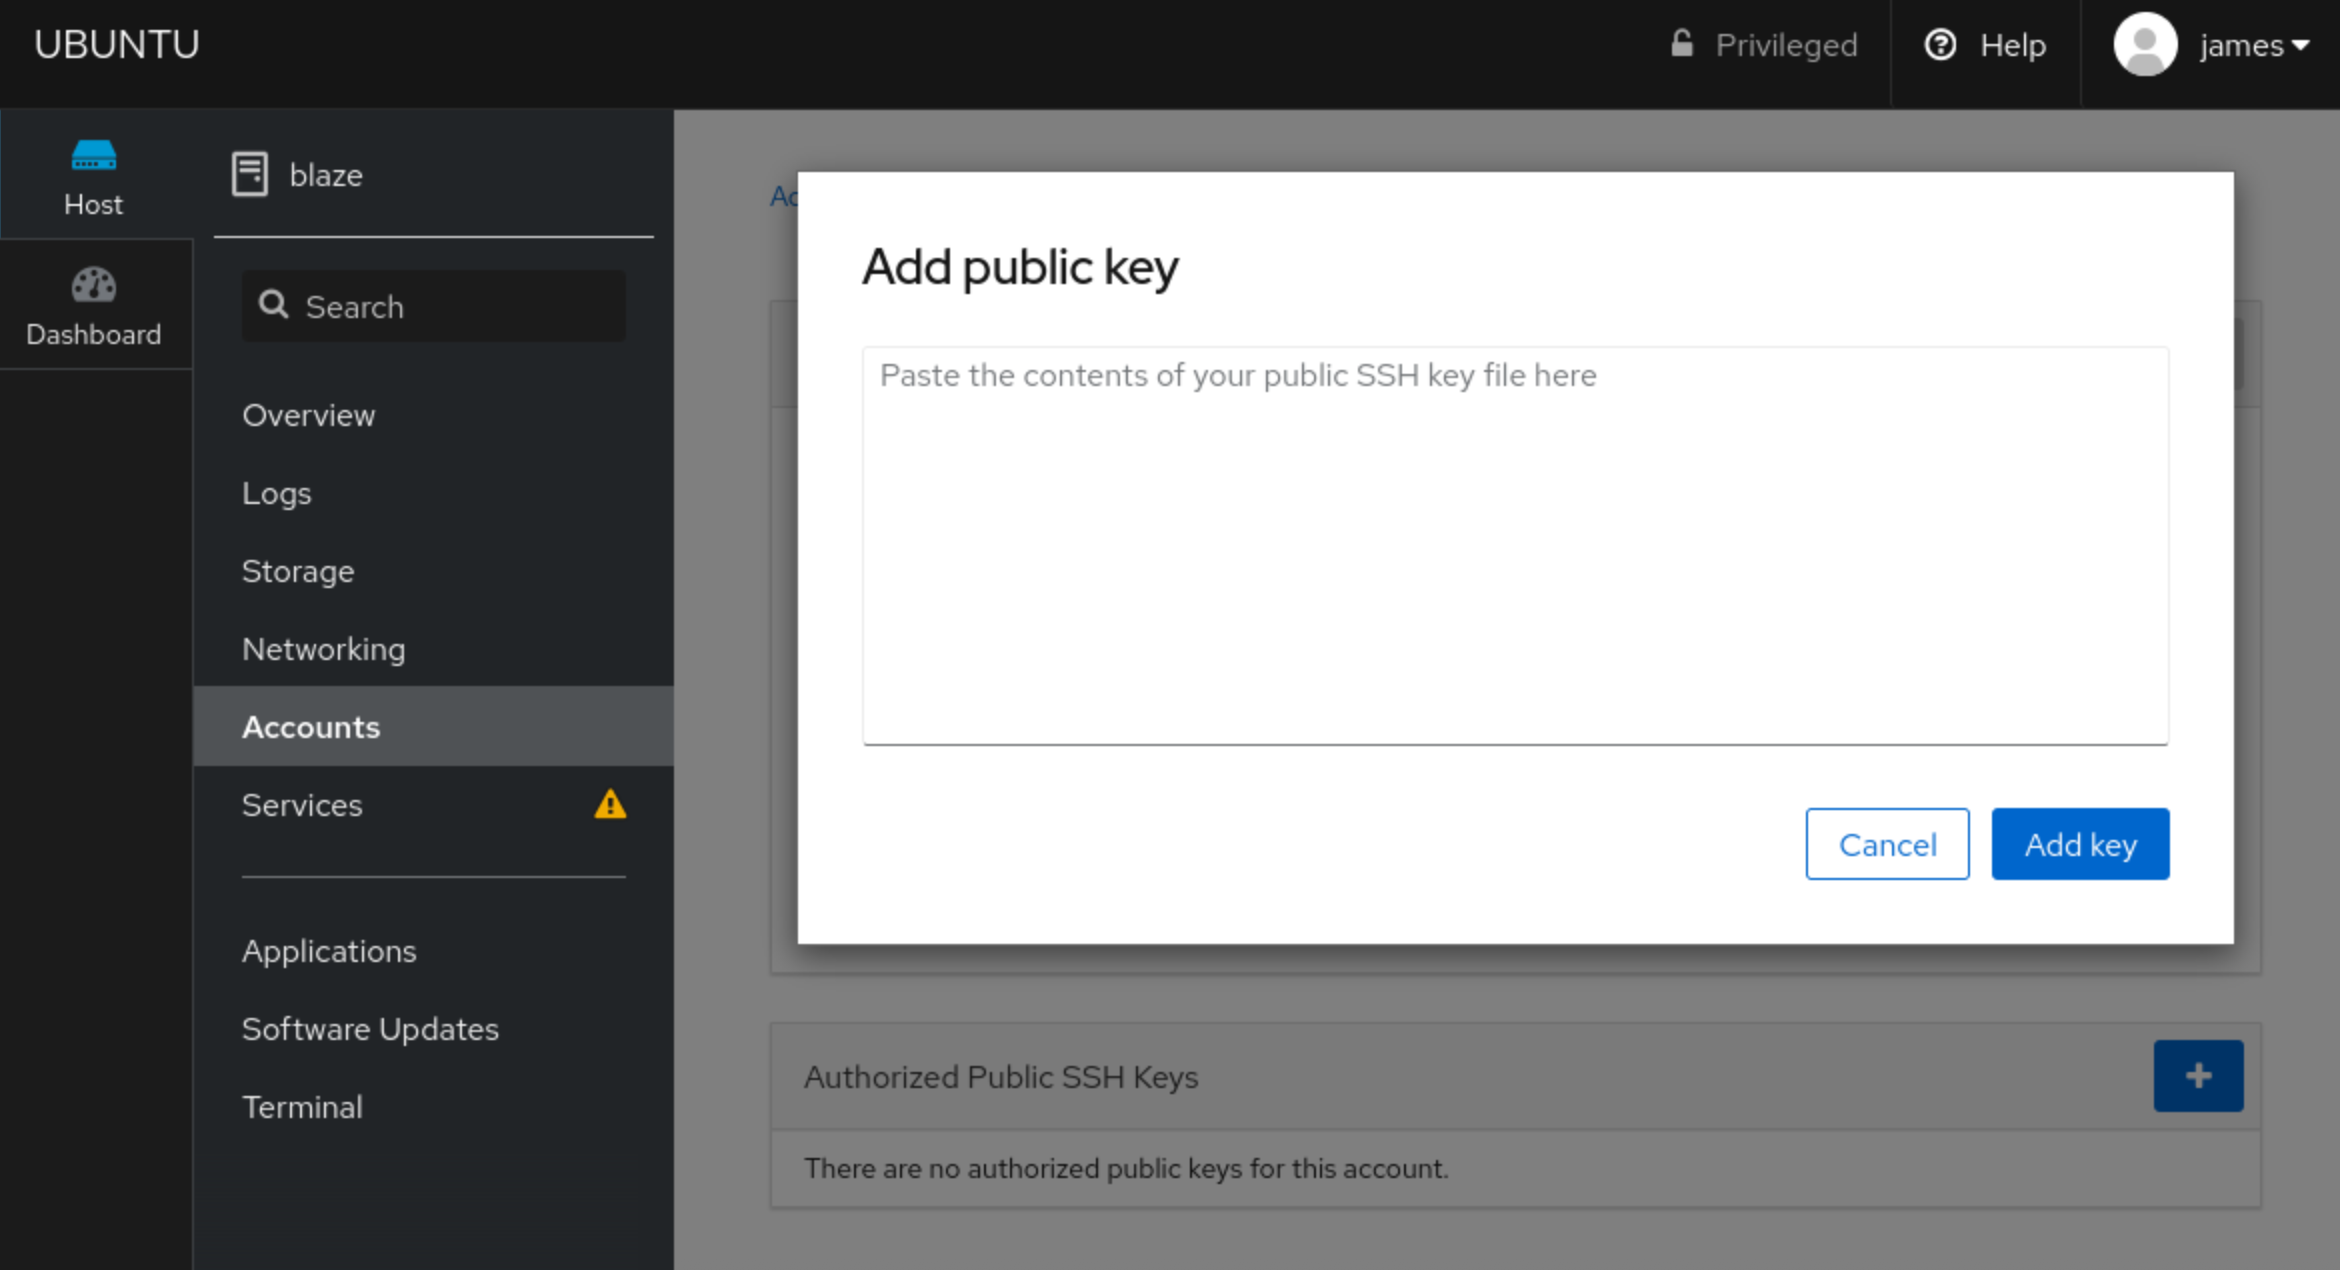 UBUNTU
Privileged
Help
james
Host
Dashboard
blaze
Search
Overview
Logs
Storage
Networking
Accounts
Services
Applications
Software Updates
Terminal
Add public key
Paste the contents of your public SSH key file here
Cancel
Add key
Authorized Public SSH Keys
There are no authorized public keys for this account.